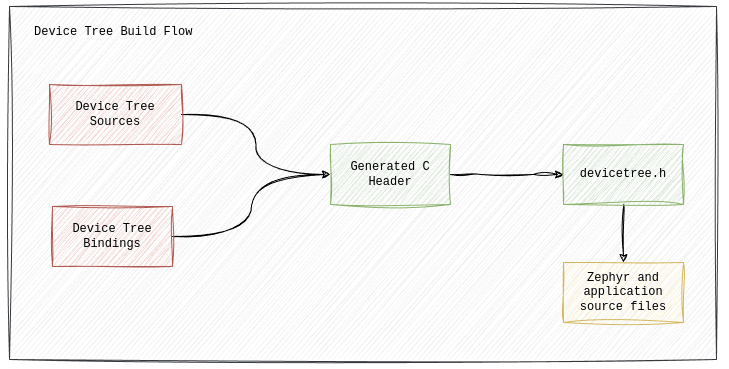 Device Tree Build Flow
Device Tree
Sources
Generated C
Header
devicetree.h
Device Tree
Bindings
Zephyr and
application
source files